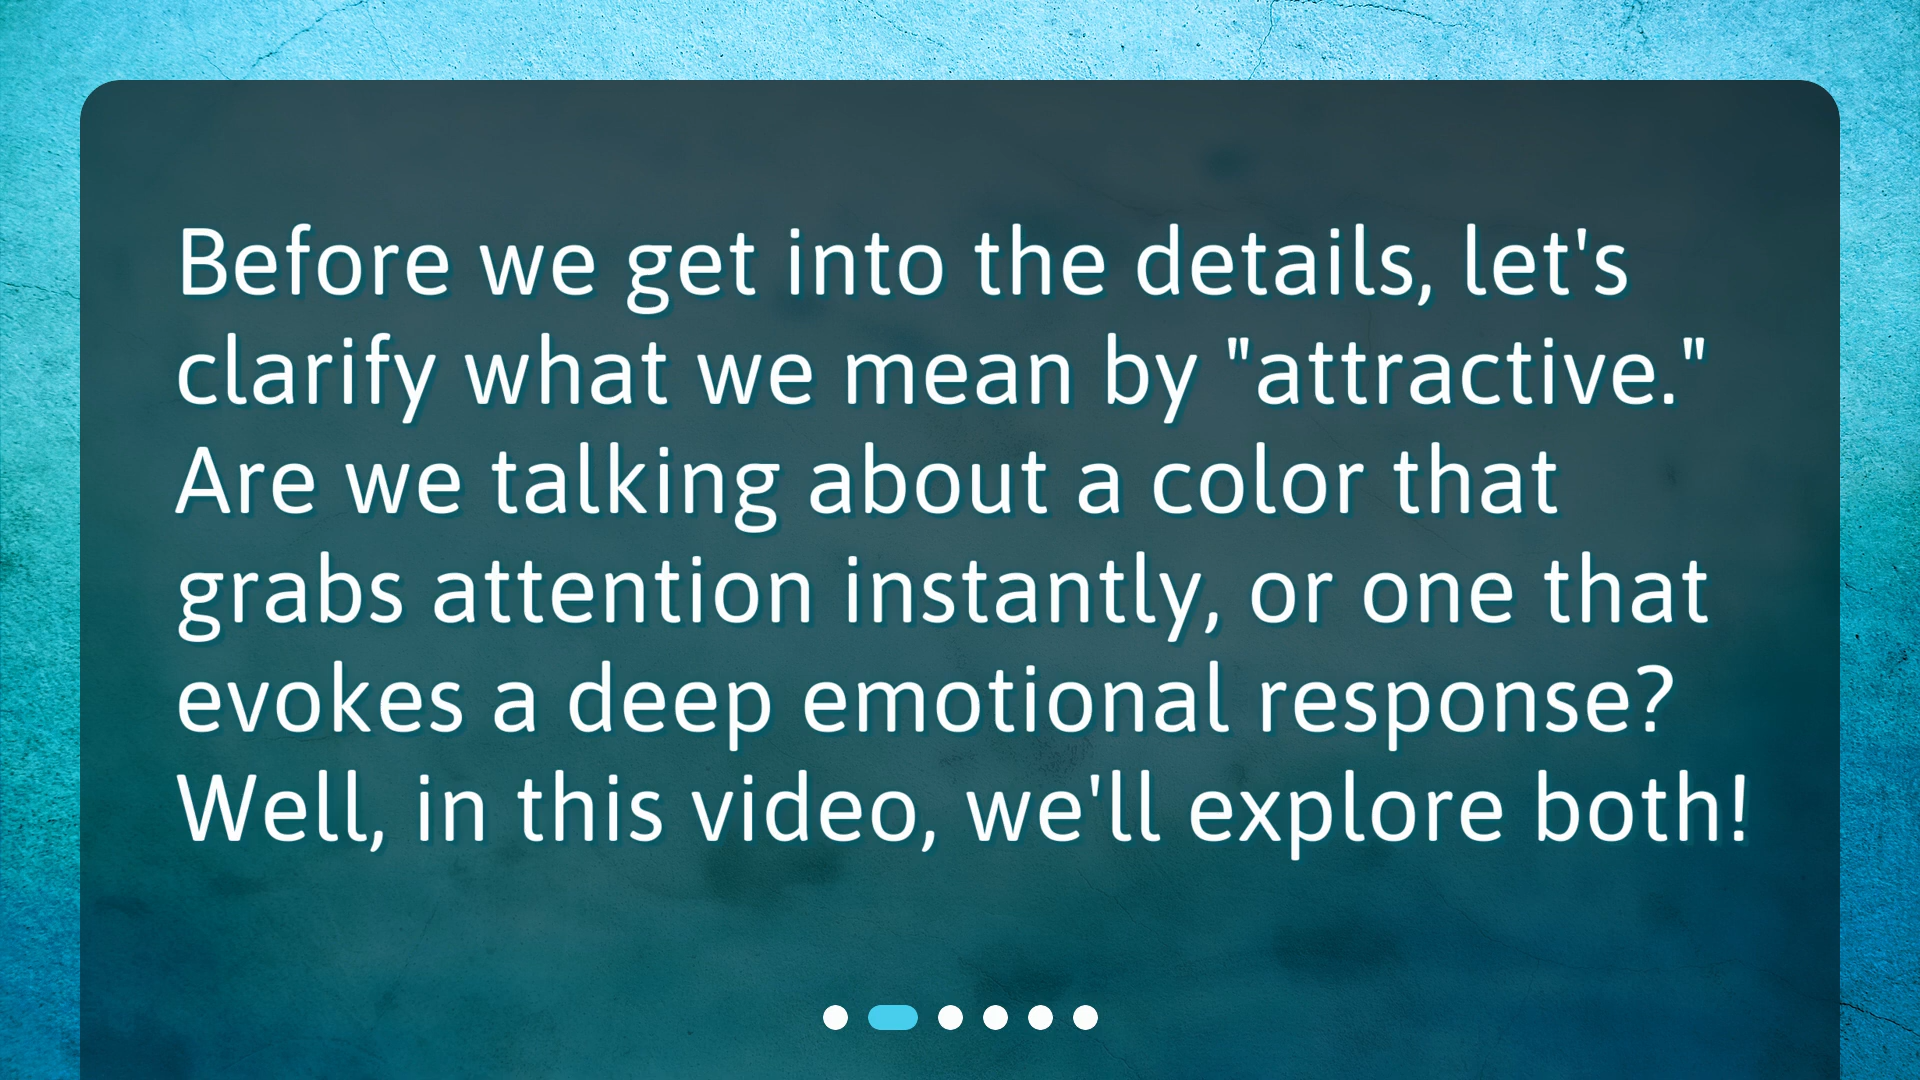 Before we get into the details, let's
clarify what we mean by "attractive."
Are we talking about a color that
grabs attention instantly, or one that
evokes a deep emotional response?
Well, in this video, we'll explore both!